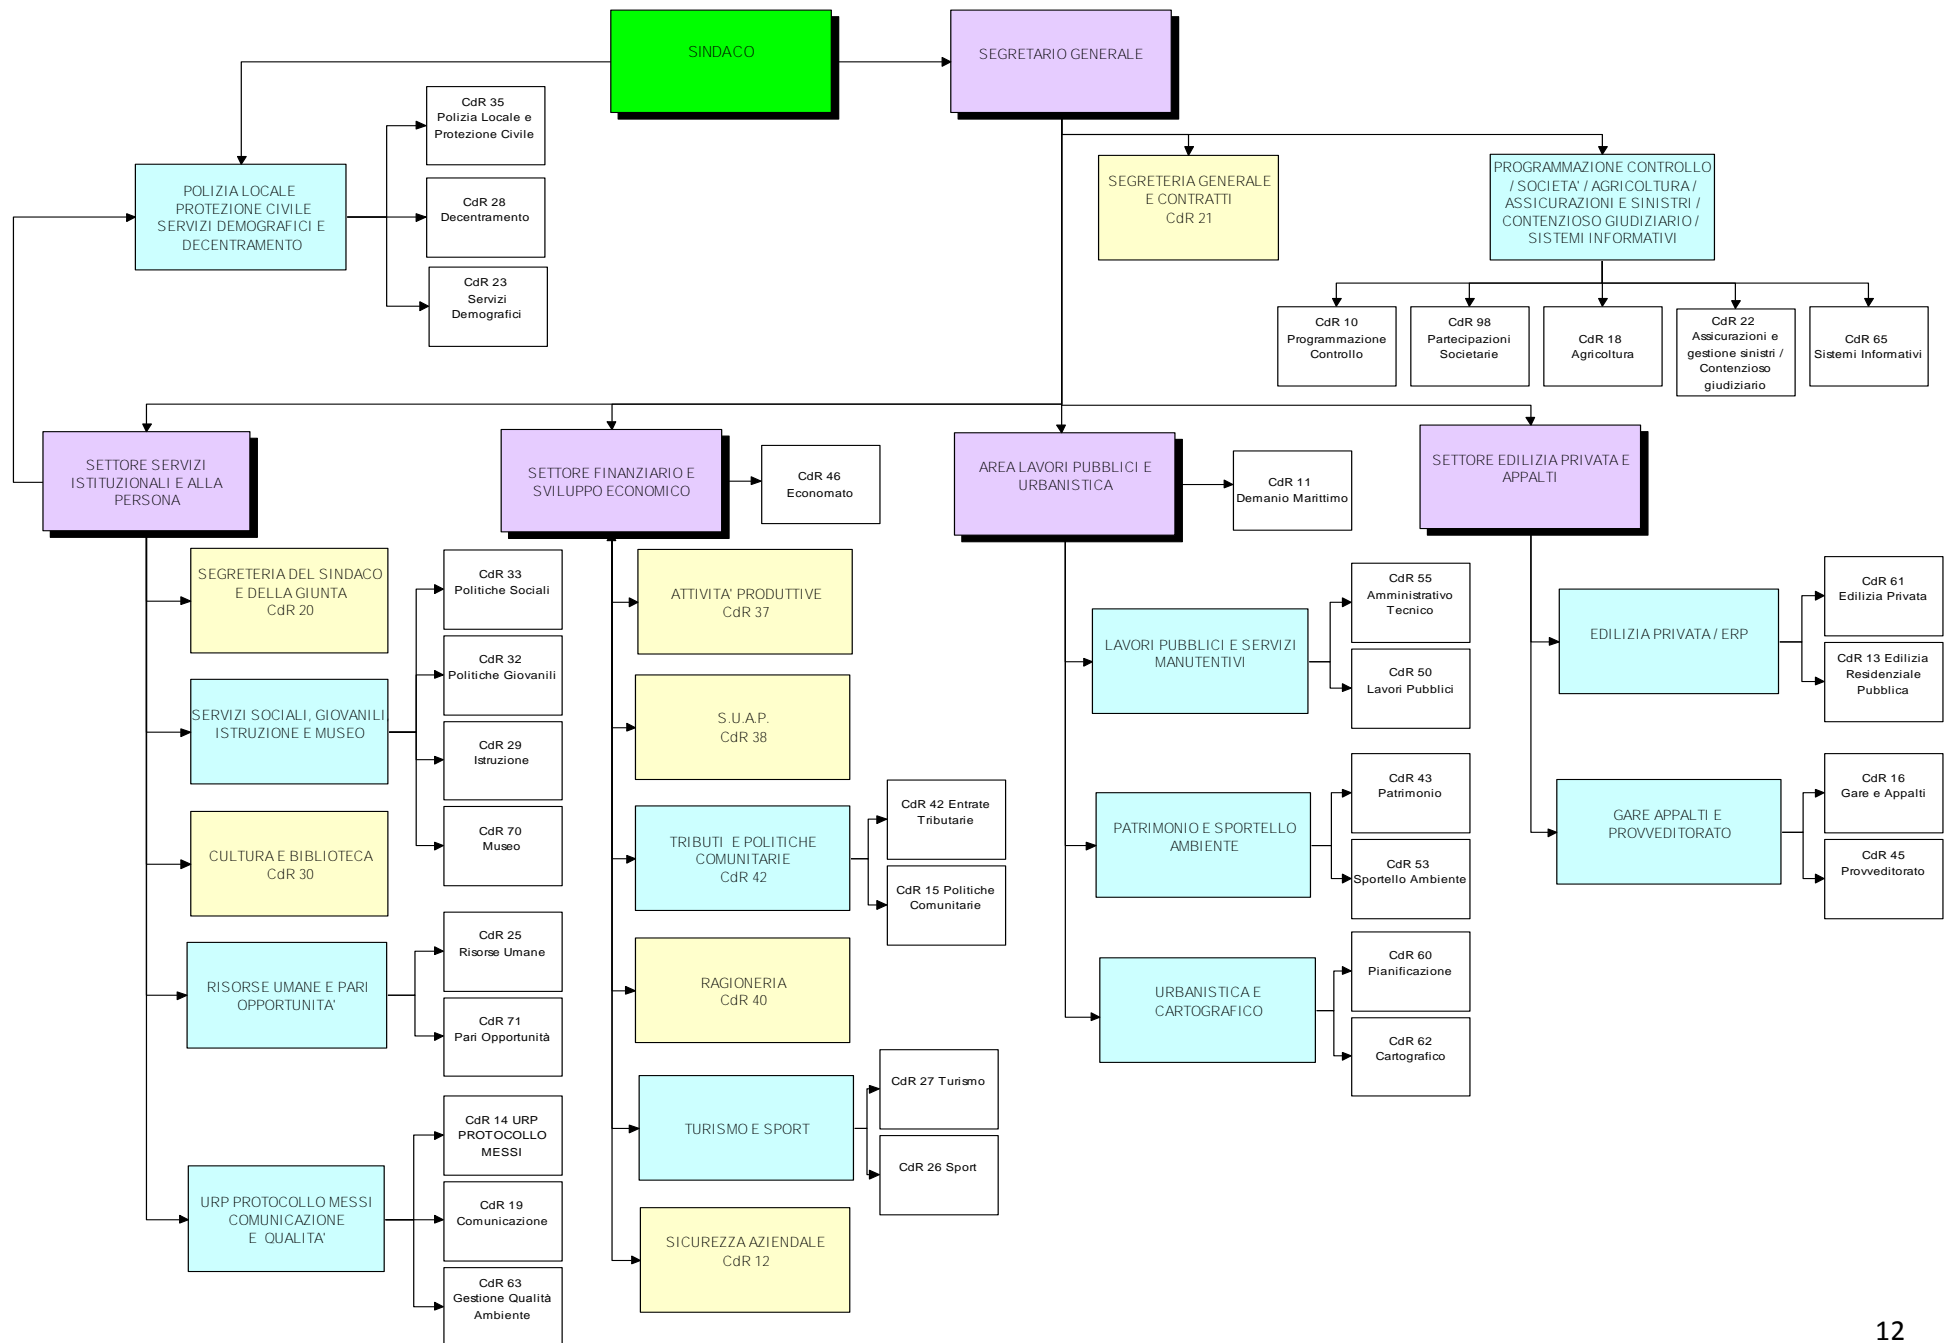 SINDACO
SEGRETARIO GENERALE
CdR 35
Polizia Locale e
Protezione Civile
CdR 28
Decentramento
CdR 23
Servizi
Demografici
POLIZIA LOCALE
PROTEZIONE CIVILE
SERVIZI DEMOGRAFICI E
DECENTRAMENTO
SEGRETERIA GENERALE
E CONTRATTI
CdR 21
PROGRAMMAZIONE CONTROLLO
/ SOCIETA' / AGRICOLTURA /
ASSICURAZIONI E SINISTRI /
CONTENZIOSO GIUDIZIARIO /
SISTEMI INFORMATIVI
CdR 10
Programmazione
Controllo
CdR 98
Partecipazioni
Societarie
CdR 18
Agricoltura
CdR 22
Assicurazioni e
gestione sinistri /
Contenzioso
giudiziario
CdR 65
Sistemi Informativi
SETTORE SERVIZI
ISTITUZIONALI E ALLA
PERSONA
SETTORE FINANZIARIO E
SVILUPPO ECONOMICO
CdR 46
Economato
AREA LAVORI PUBBLICI E
URBANISTICA
CdR 11
Demanio Marittimo
SETTORE EDILIZIA PRIVATA E
APPALTI
SEGRETERIA DEL SINDACO
E DELLA GIUNTA
CdR 20
SERVIZI SOCIALI, GIOVANILI,
ISTRUZIONE E MUSEO
CdR 33
Politiche Sociali
CdR 32
Politiche Giovanili
CdR 29
Istruzione
CdR 70
Museo
CULTURA E BIBLIOTECA
CdR 30
RISORSE UMANE E PARI
OPPORTUNITA'
CdR 25
Risorse Umane
CdR 71
Pari Opportunità
URP PROTOCOLLO MESSI
COMUNICAZIONE
E QUALITA'
CdR 14 URP
PROTOCOLLO
MESSI
CdR 19
Comunicazione
CdR 63
Gestione Qualità
Ambiente
ATTIVITA' PRODUTTIVE
CdR 37
S.U.A.P.
CdR 38
TRIBUTI E POLITICHE
COMUNITARIE
CdR 42
CdR 42 Entrate
Tributarie
CdR 15 Politiche
Comunitarie
RAGIONERIA
CdR 40
TURISMO E SPORT
CdR 27 Turismo
CdR 26 Sport
SICUREZZA AZIENDALE
CdR 12
LAVORI PUBBLICI E SERVIZI
MANUTENTIVI
CdR 55
Amministrativo
Tecnico
CdR 50
Lavori Pubblici
PATRIMONIO E SPORTELLO
AMBIENTE
CdR 43
Patrimonio
CdR 53
Sportello Ambiente
URBANISTICA E
CARTOGRAFICO
CdR 60
Pianificazione
CdR 62
Cartografico
EDILIZIA PRIVATA / ERP
CdR 61
Edilizia Privata
CdR 13 Edilizia
Residenziale
Pubblica
GARE APPALTI E
PROVVEDITORATO
CdR 16
Gare e Appalti
CdR 45
Provveditorato
12